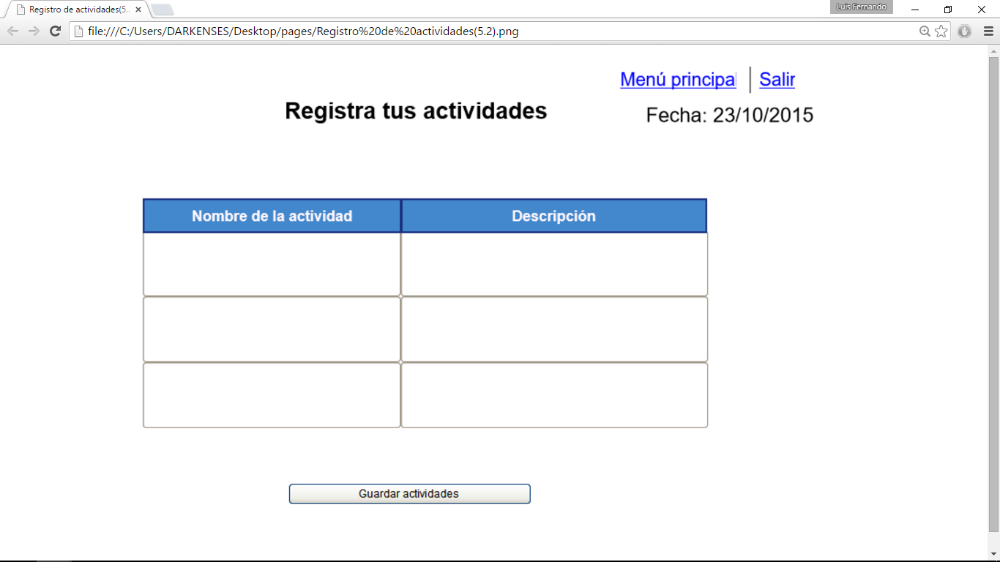 Registro de actividades(5.
Luis Fernando
file:///C:/Users/DARKENSES/Desktop/pages/Registro%20de%20actividades(5.2).png
Menú principal
Salir
Registra tus actividades
Fecha: 23/10/2015
Nombre de la actividad
Descripción
Guardar actividades